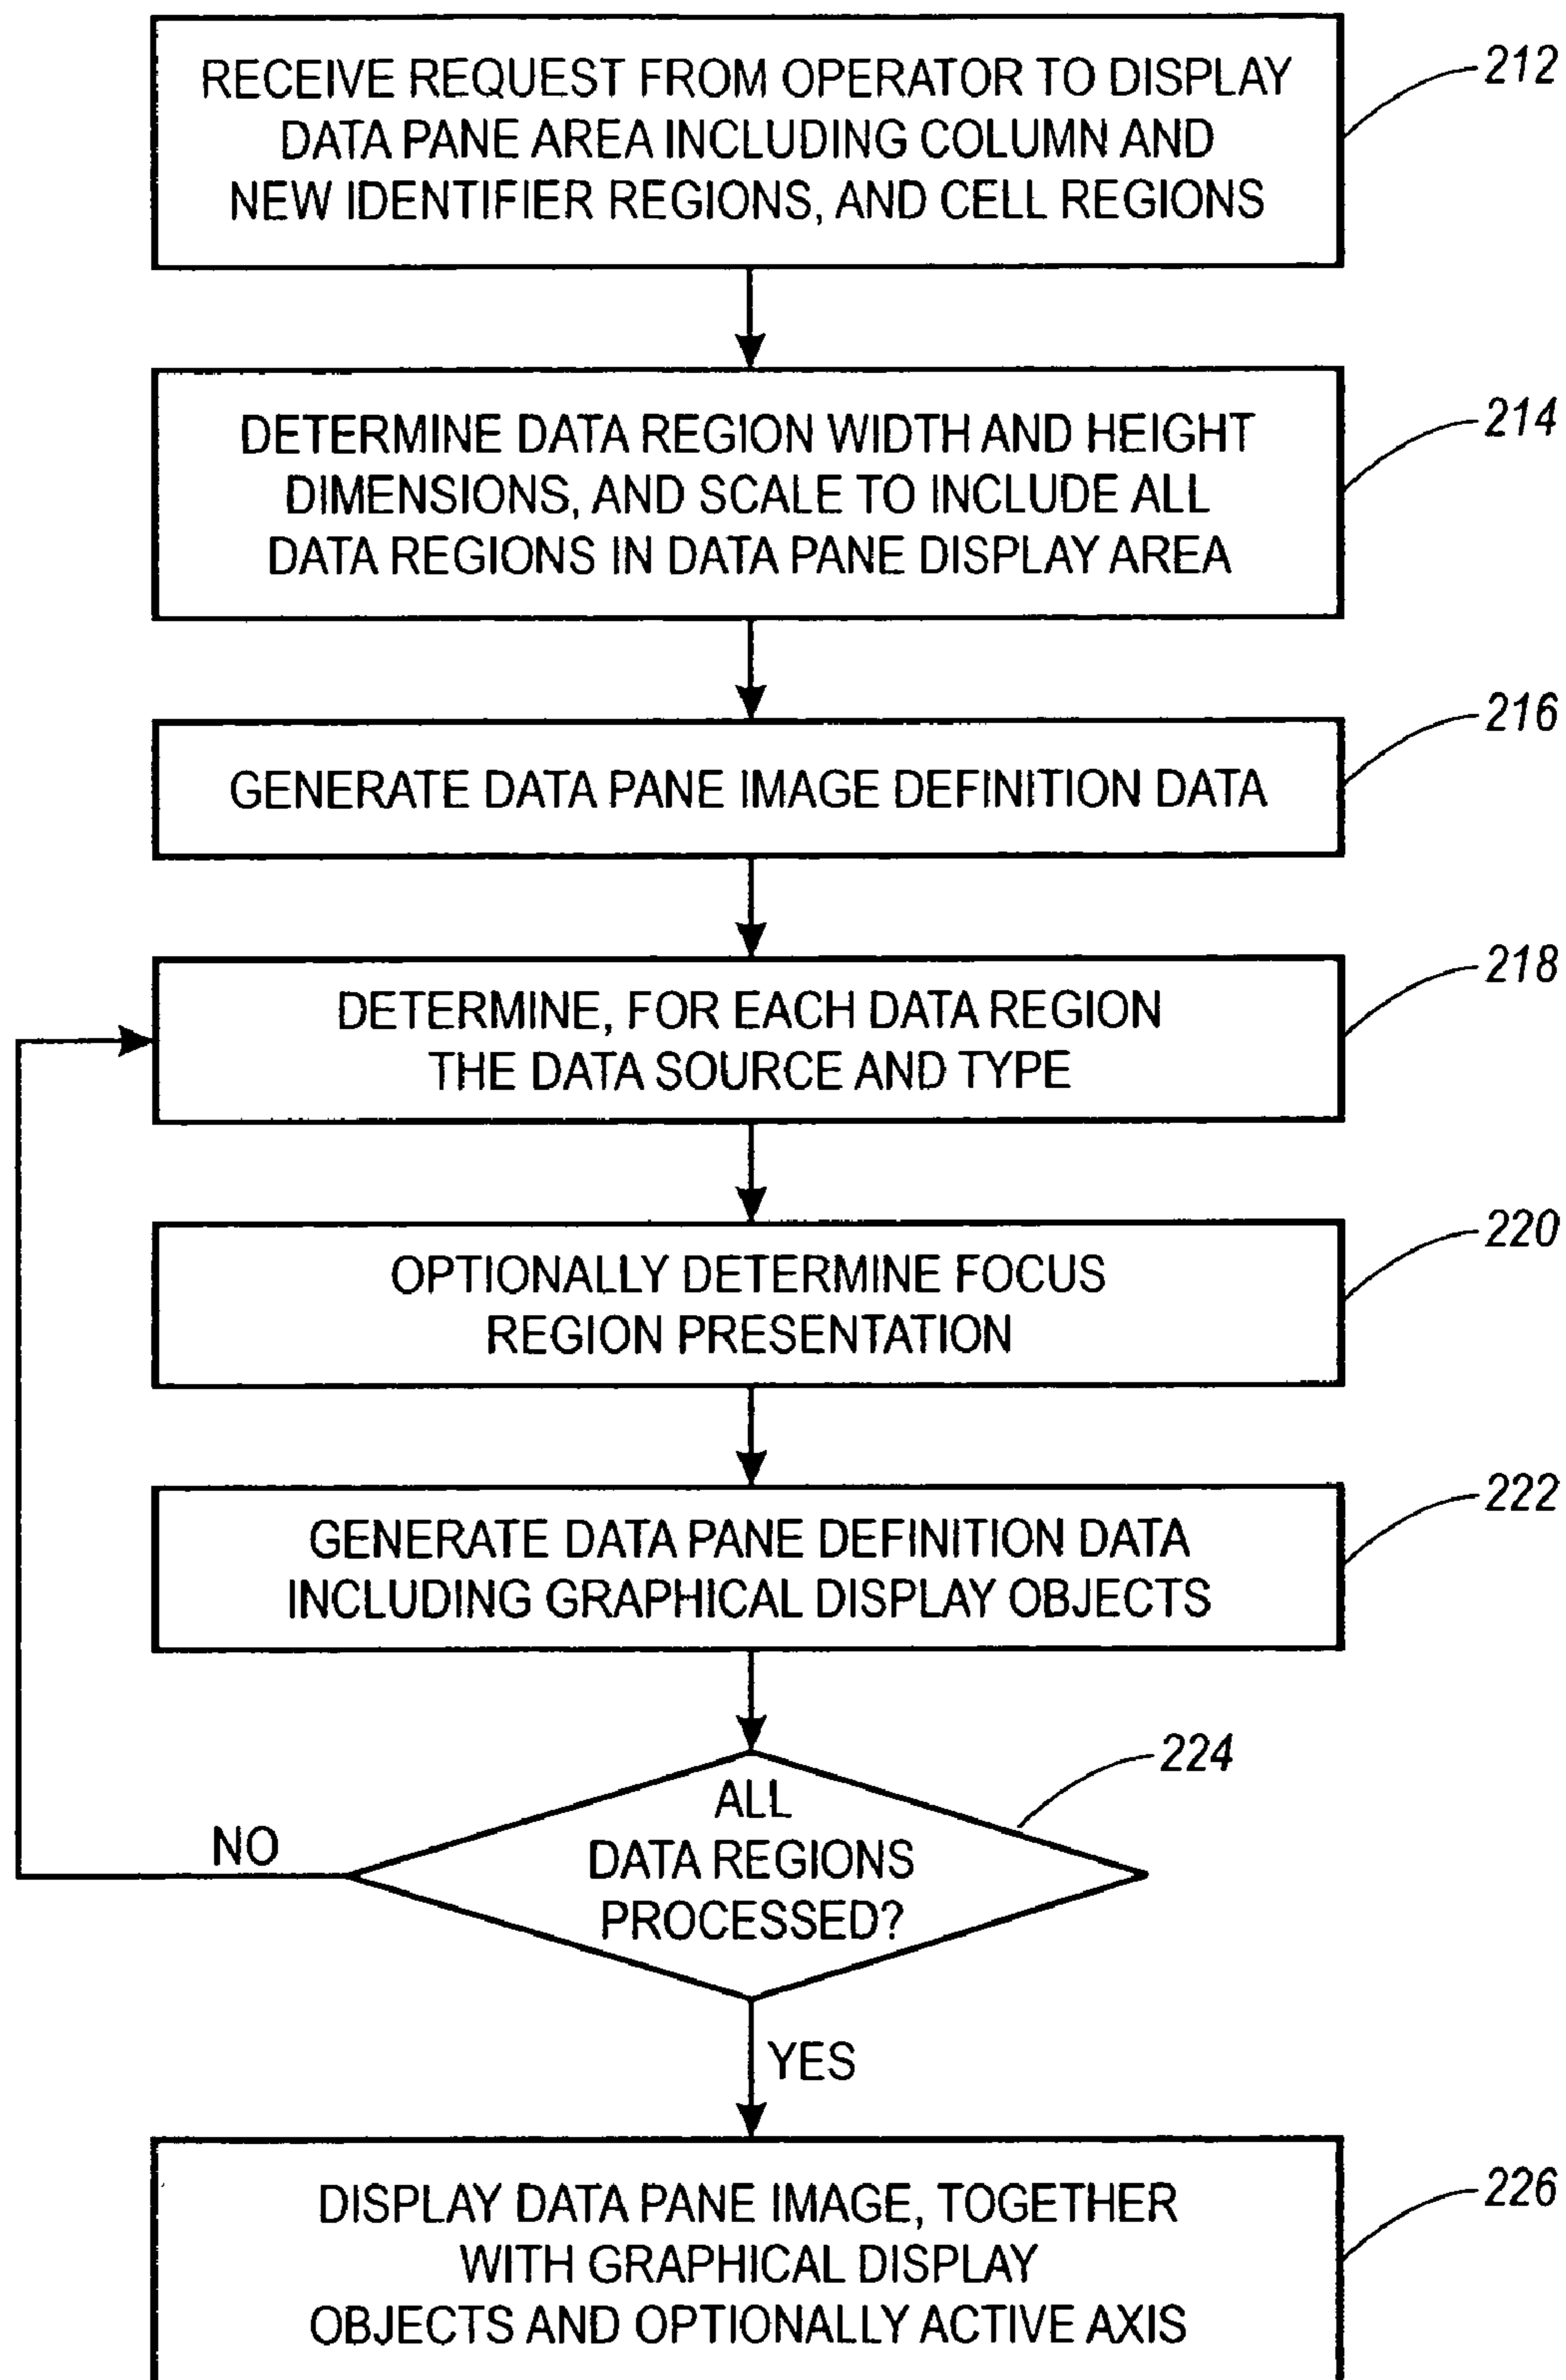 RECEIVE REQUEST FROM OPERATOR TO DISPLAY
DATA PANE AREA INCLUDING COLUMN AND
NEW IDENTIFIER REGIONS, AND CELL REGIONS
212
DETERMINE DATA REGION WIDTH AND HEIGHT
DIMENSIONS, AND SCALE TO INCLUDE ALL
DATA REGIONS IN DATA PANE DISPLAY AREA
214
GENERATE DATA PANE IMAGE DEFINITION DATA
216
DETERMINE, FOR EACH DATA REGION
THE DATA SOURCE AND TYPE
218
OPTIONALLY DETERMINE FOCUS
REGION PRESENTATION
220
GENERATE DATA PANE DEFINITION DATA
INCLUDING GRAPHICAL DISPLAY OBJECTS
222
ALL
DATA REGIONS
PROCESSED?
224
NO
YES
DISPLAY DATA PANE IMAGE, TOGETHER
WITH GRAPHICAL DISPLAY
OBJECTS AND OPTIONALLY ACTIVE AXIS
226